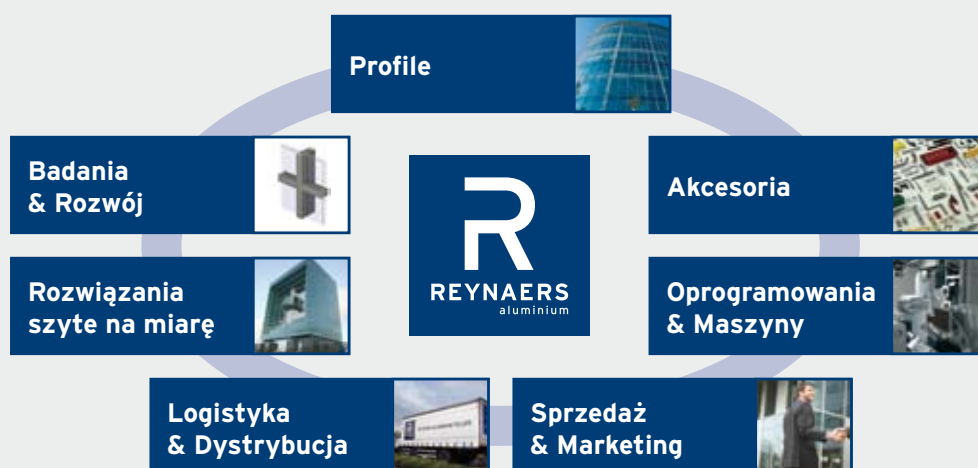 Profile
Badania
& Rozwój
Akcesoria
R
REYNAERS
aluminium
Rozwiązania
szyte na miarę
Oprogramowania
& Maszyny
Logistyka
& Dystrybucja
Sprzedaż
& Marketing